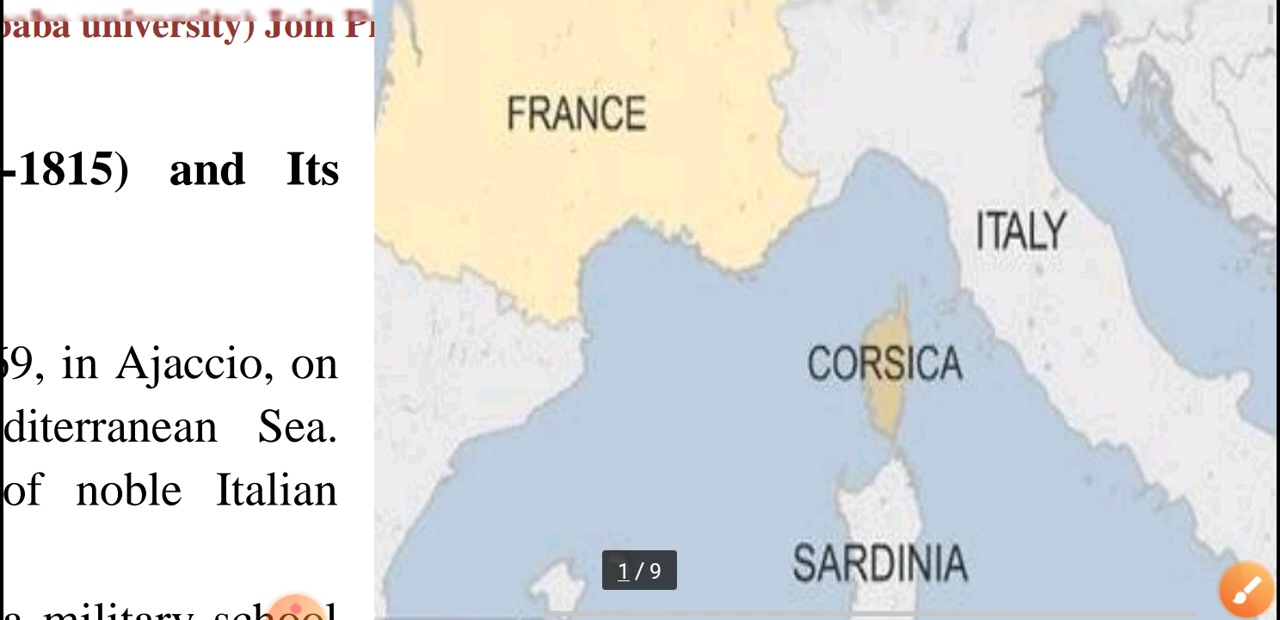 university) Join
-1815) and Its
9, in Ajaccio, on
diterranean Sea.
of noble Italian
a military school
FRANCE
ITALY
CORSICA
SARDINIA
1 / 9